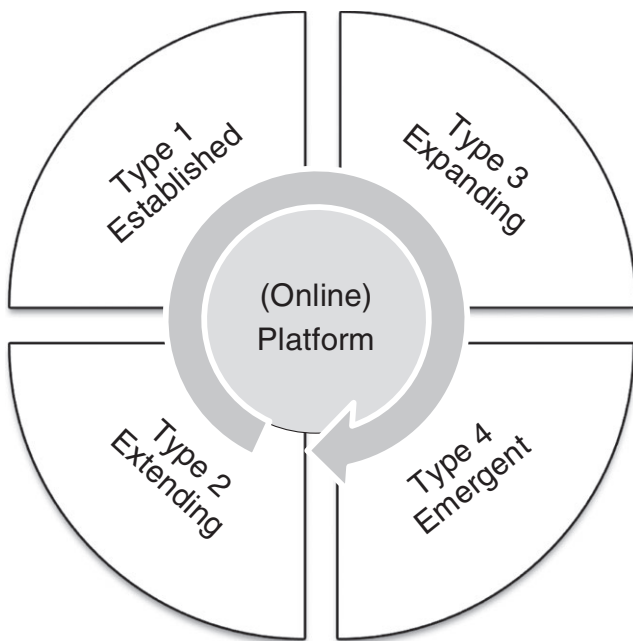 Type 1
Established
Type 3
Expanding
(Online)
Platform
Type 2
Extending
Type 4
Emergent